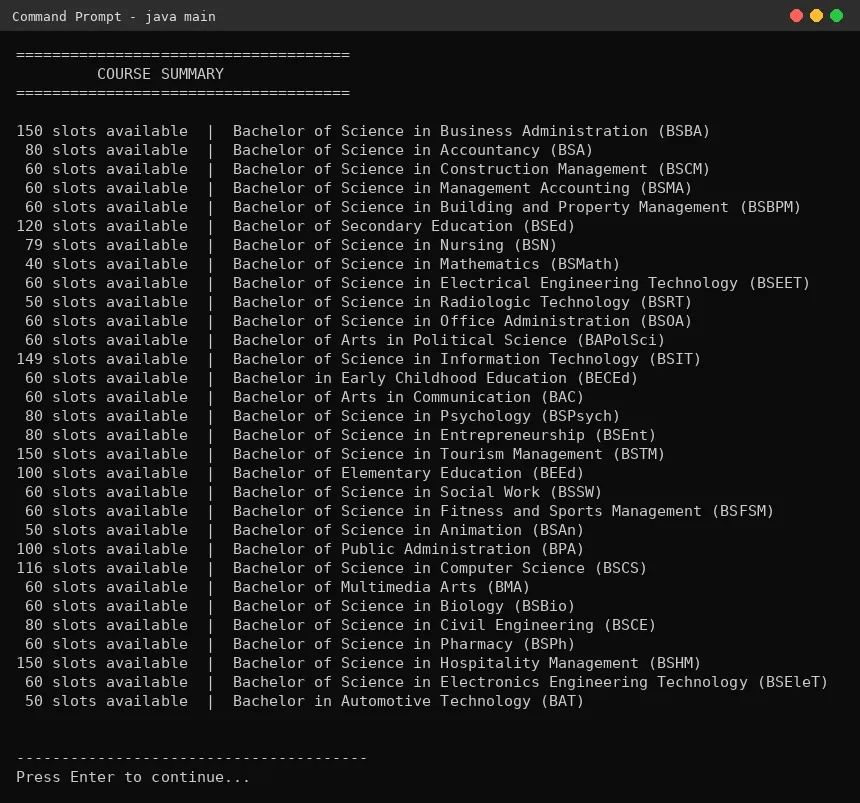 Command Prompt - java main
=====================================
COURSE SUMMARY
=====================================
150 slots available | Bachelor of Science in Business Administration (BSBA)
80 slots available | Bachelor of Science in Accountancy (BSA)
60 slots available | Bachelor of Science in Construction Management (BSCM)
60 slots available | Bachelor of Science in Management Accounting (BSMA)
60 slots available | Bachelor of Science in Building and Property Management (BSBPM)
120 slots available | Bachelor of Secondary Education (BSEd)
79 slots available | Bachelor of Science in Nursing (BSN)
40 slots available | Bachelor of Science in Mathematics (BSMath)
60 slots available | Bachelor of Science in Electrical Engineering Technology (BSEET)
50 slots available | Bachelor of Science in Radiologic Technology (BSRT)
60 slots available | Bachelor of Science in Office Administration (BSOA)
60 slots available | Bachelor of Arts in Political Science (BAPolSci)
149 slots available | Bachelor of Science in Information Technology (BSIT)
60 slots available | Bachelor in Early Childhood Education (BECEd)
60 slots available | Bachelor of Arts in Communication (BAC)
80 slots available | Bachelor of Science in Psychology (BSPsych)
80 slots available | Bachelor of Science in Entrepreneurship (BSEnt)
150 slots available | Bachelor of Science in Tourism Management (BSTM)
100 slots available | Bachelor of Elementary Education (BEEd)
60 slots available | Bachelor of Science in Social Work (BSSW)
60 slots available | Bachelor of Science in Fitness and Sports Management (BSFSM)
50 slots available | Bachelor of Science in Animation (BSAn)
100 slots available | Bachelor of Public Administration (BPA)
116 slots available | Bachelor of Science in Computer Science (BSCS)
60 slots available | Bachelor of Multimedia Arts (BMA)
60 slots available | Bachelor of Science in Biology (BSBio)
80 slots available | Bachelor of Science in Civil Engineering (BSCE)
60 slots available | Bachelor of Science in Pharmacy (BSPh)
150 slots available | Bachelor of Science in Hospitality Management (BSHM)
60 slots available | Bachelor of Science in Electronics Engineering Technology (BSEleT)
50 slots available | Bachelor in Automotive Technology (BAT)
---------------------------------------
Press Enter to continue...